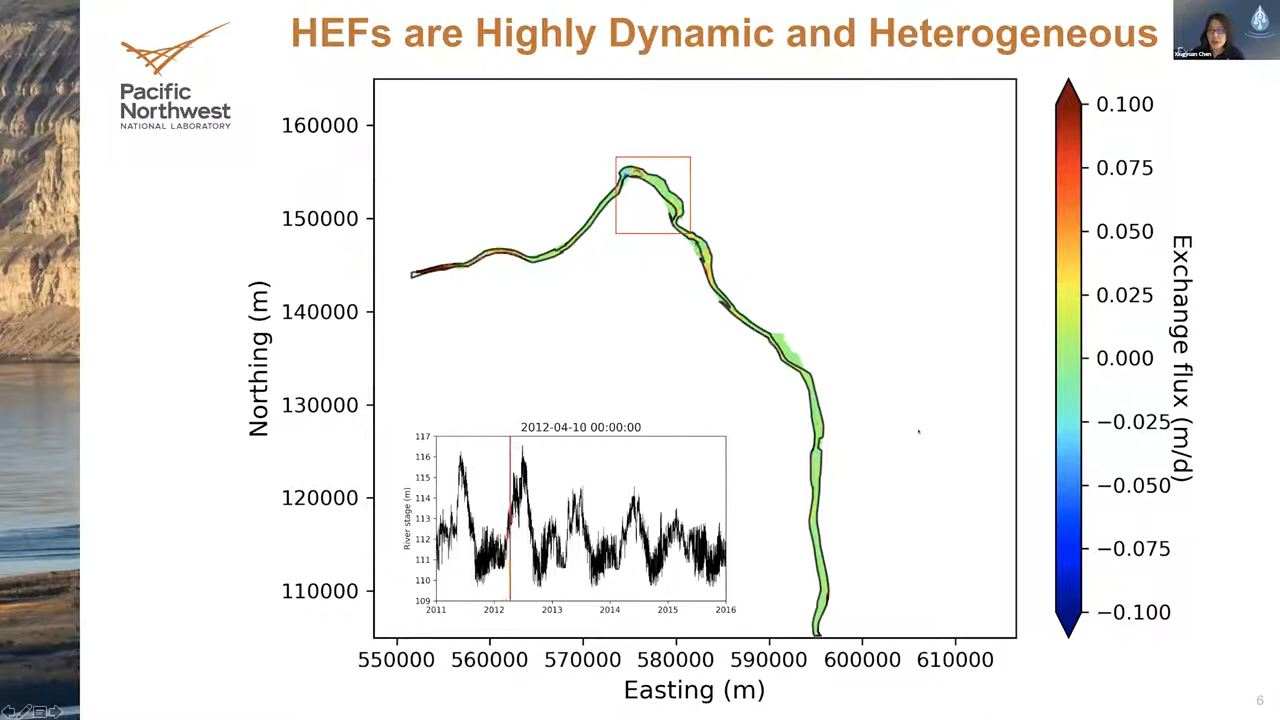 HEFs are Highly Dynamic and Heterogeneous
Xingyuan Chen
Pacific
Northwest
NATIONAL LABORATORY
160000
150000
140000
130000
120000
110000
Northing (m)
550000 560000 570000 580000 590000 600000 610000
Easting (m)
2012-04-10 00:00:00
117
116
115
114
113
112
111
110
109
River stage (m)
2011 2012 2013 2014 2015 2016
0.100
0.075
0.050
0.025
0.000
−0.025
−0.050
−0.075
−0.100
Exchange flux (m/d)
6